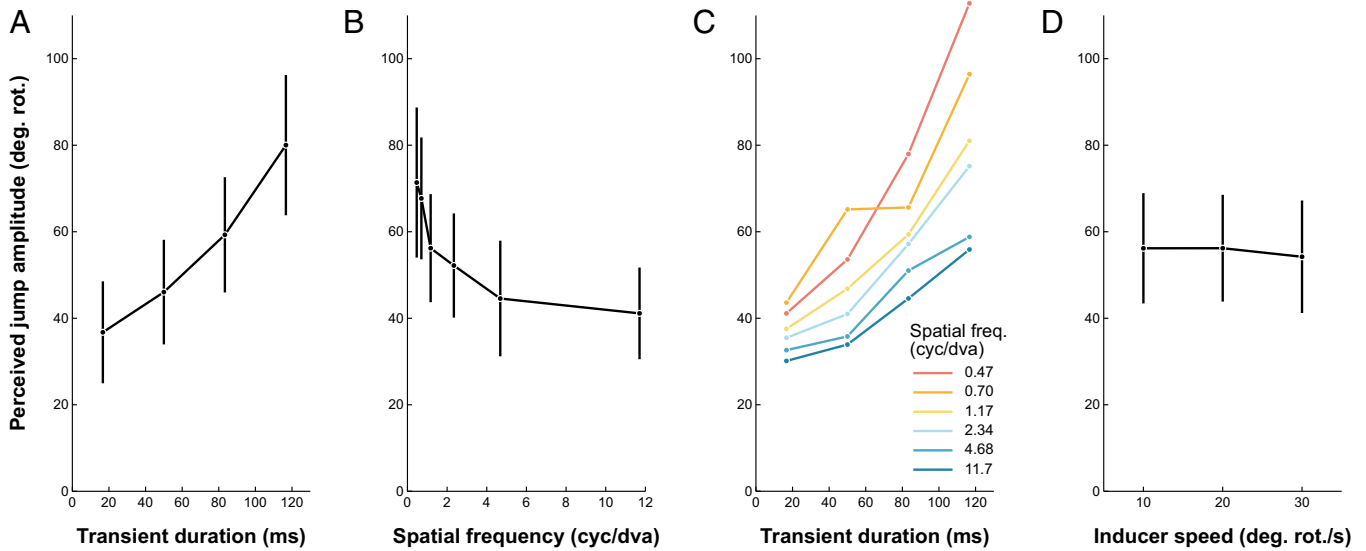 A
B
C
D
Perceived jump amplitude (deg. rot.)
100
80
60
40
20
0
0 20 40 60 80 100 120
Transient duration (ms)
100
80
60
40
20
0
0 2 4 6 8 10 12
Spatial frequency (cyc/dva)
100
80
60
40
20
0
0 20 40 60 80 100 120
Transient duration (ms)
Spatial freq.
(cyc/dva)
0.47
0.70
1.17
2.34
4.68
11.7
100
80
60
40
20
0
10 20 30
Inducer speed (deg. rot./s)